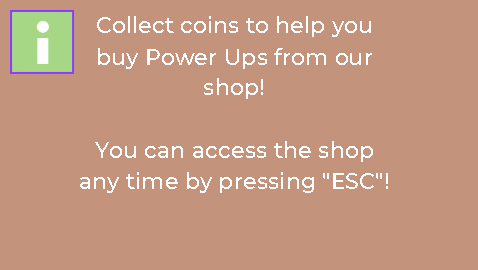 Collect coins to help you
buy Power Ups from our
shop!
You can access the shop
any time by pressing "ESC"!